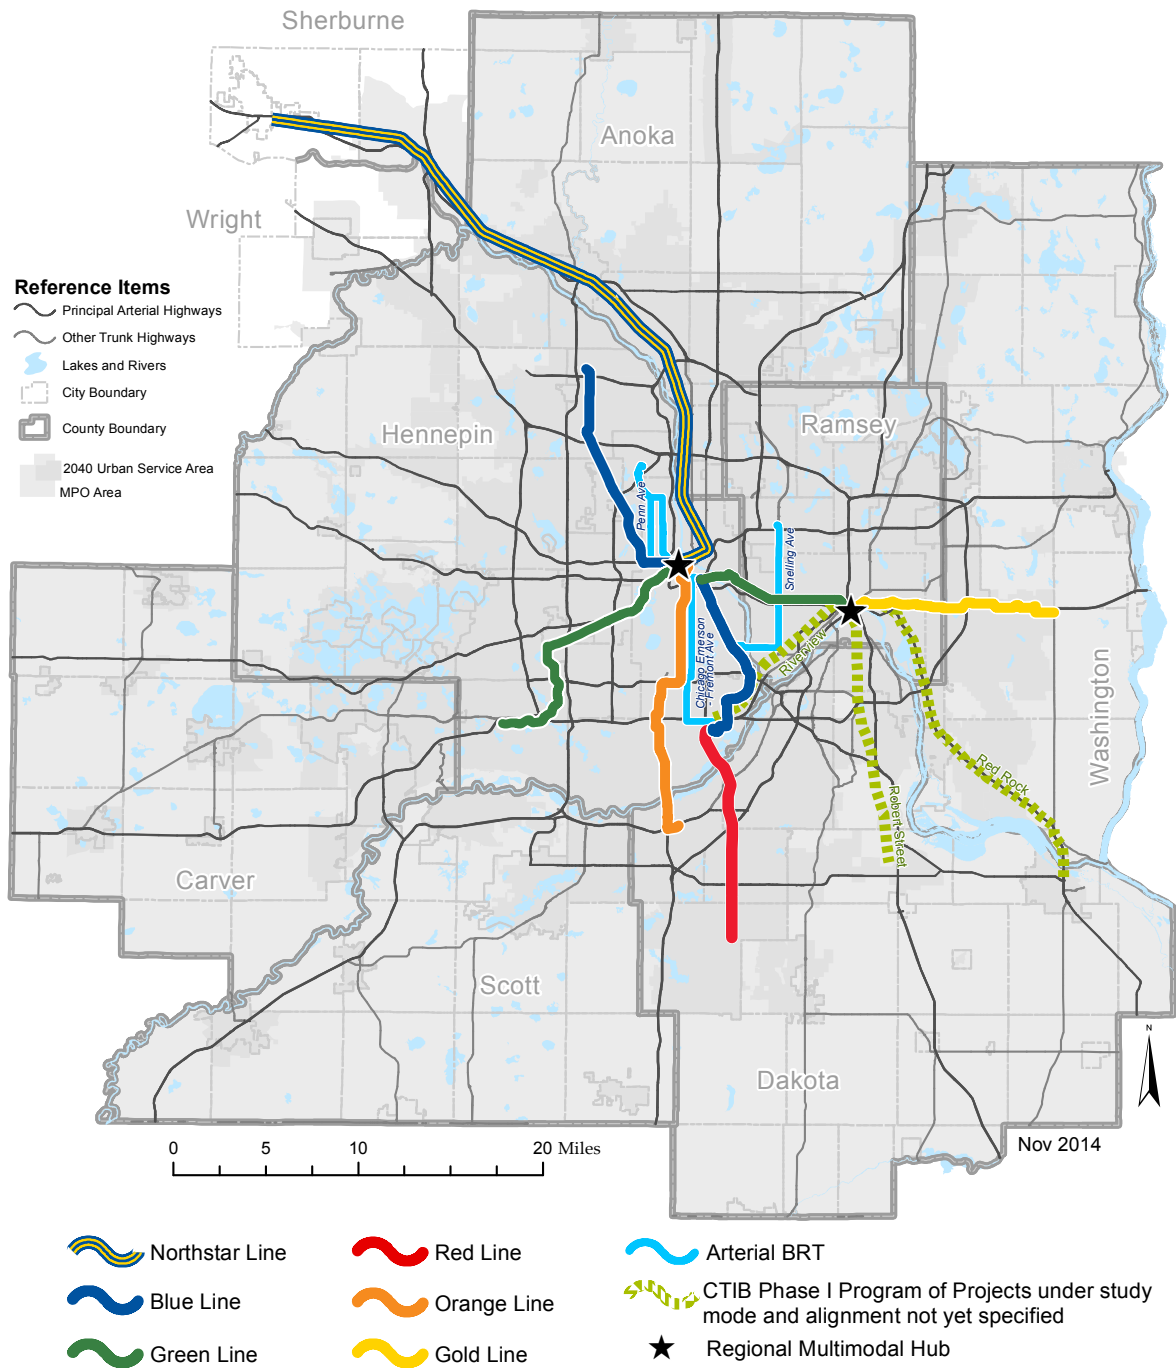 Sherburne
Anoka
Wright
Reference Items
Principal Arterial Highways
Other Trunk Highways
Lakes and Rivers
City Boundary
County Boundary
2040 Urban Service Area
MPO Area
Hennepin
Ramsey
Penn Ave
Snelling Ave
Riverview
Chicago Emerson
- Fremont Ave
Washington
Red Rock
Robert Street
Carver
Scott
Dakota
N
Nov 2014
0 5 10 20 Miles
Northstar Line
Blue Line
Green Line
Red Line
Orange Line
Gold Line
Arterial BRT
CTIB Phase I Program of Projects under study
mode and alignment not yet specified
Regional Multimodal Hub